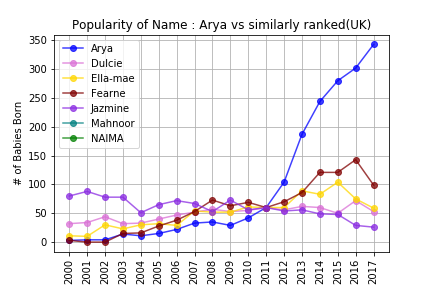 Popularity of Name : Arya vs similarly ranked(UK)
# of Babies Born
350
300
250
200
150
100
50
0
Arya
Dulcie
Ella-mae
Fearne
Jazmine
Mahnoor
NAIMA
2000
2001
2002
2003
2004
2005
2006
2007
2008
2009
2010
2011
2012
2013
2014
2015
2016
2017